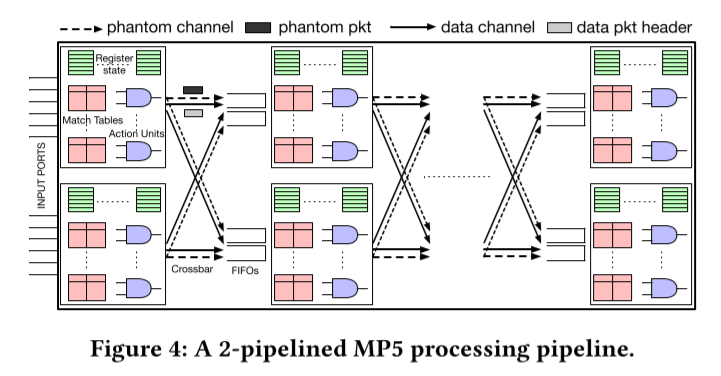 phantom channel phantom pkt data channel data pkt header
Register
state
Match Tables
Action Units
INPUT PORTS
Crossbar FIFOs
Figure 4: A 2-pipelined MP5 processing pipeline.